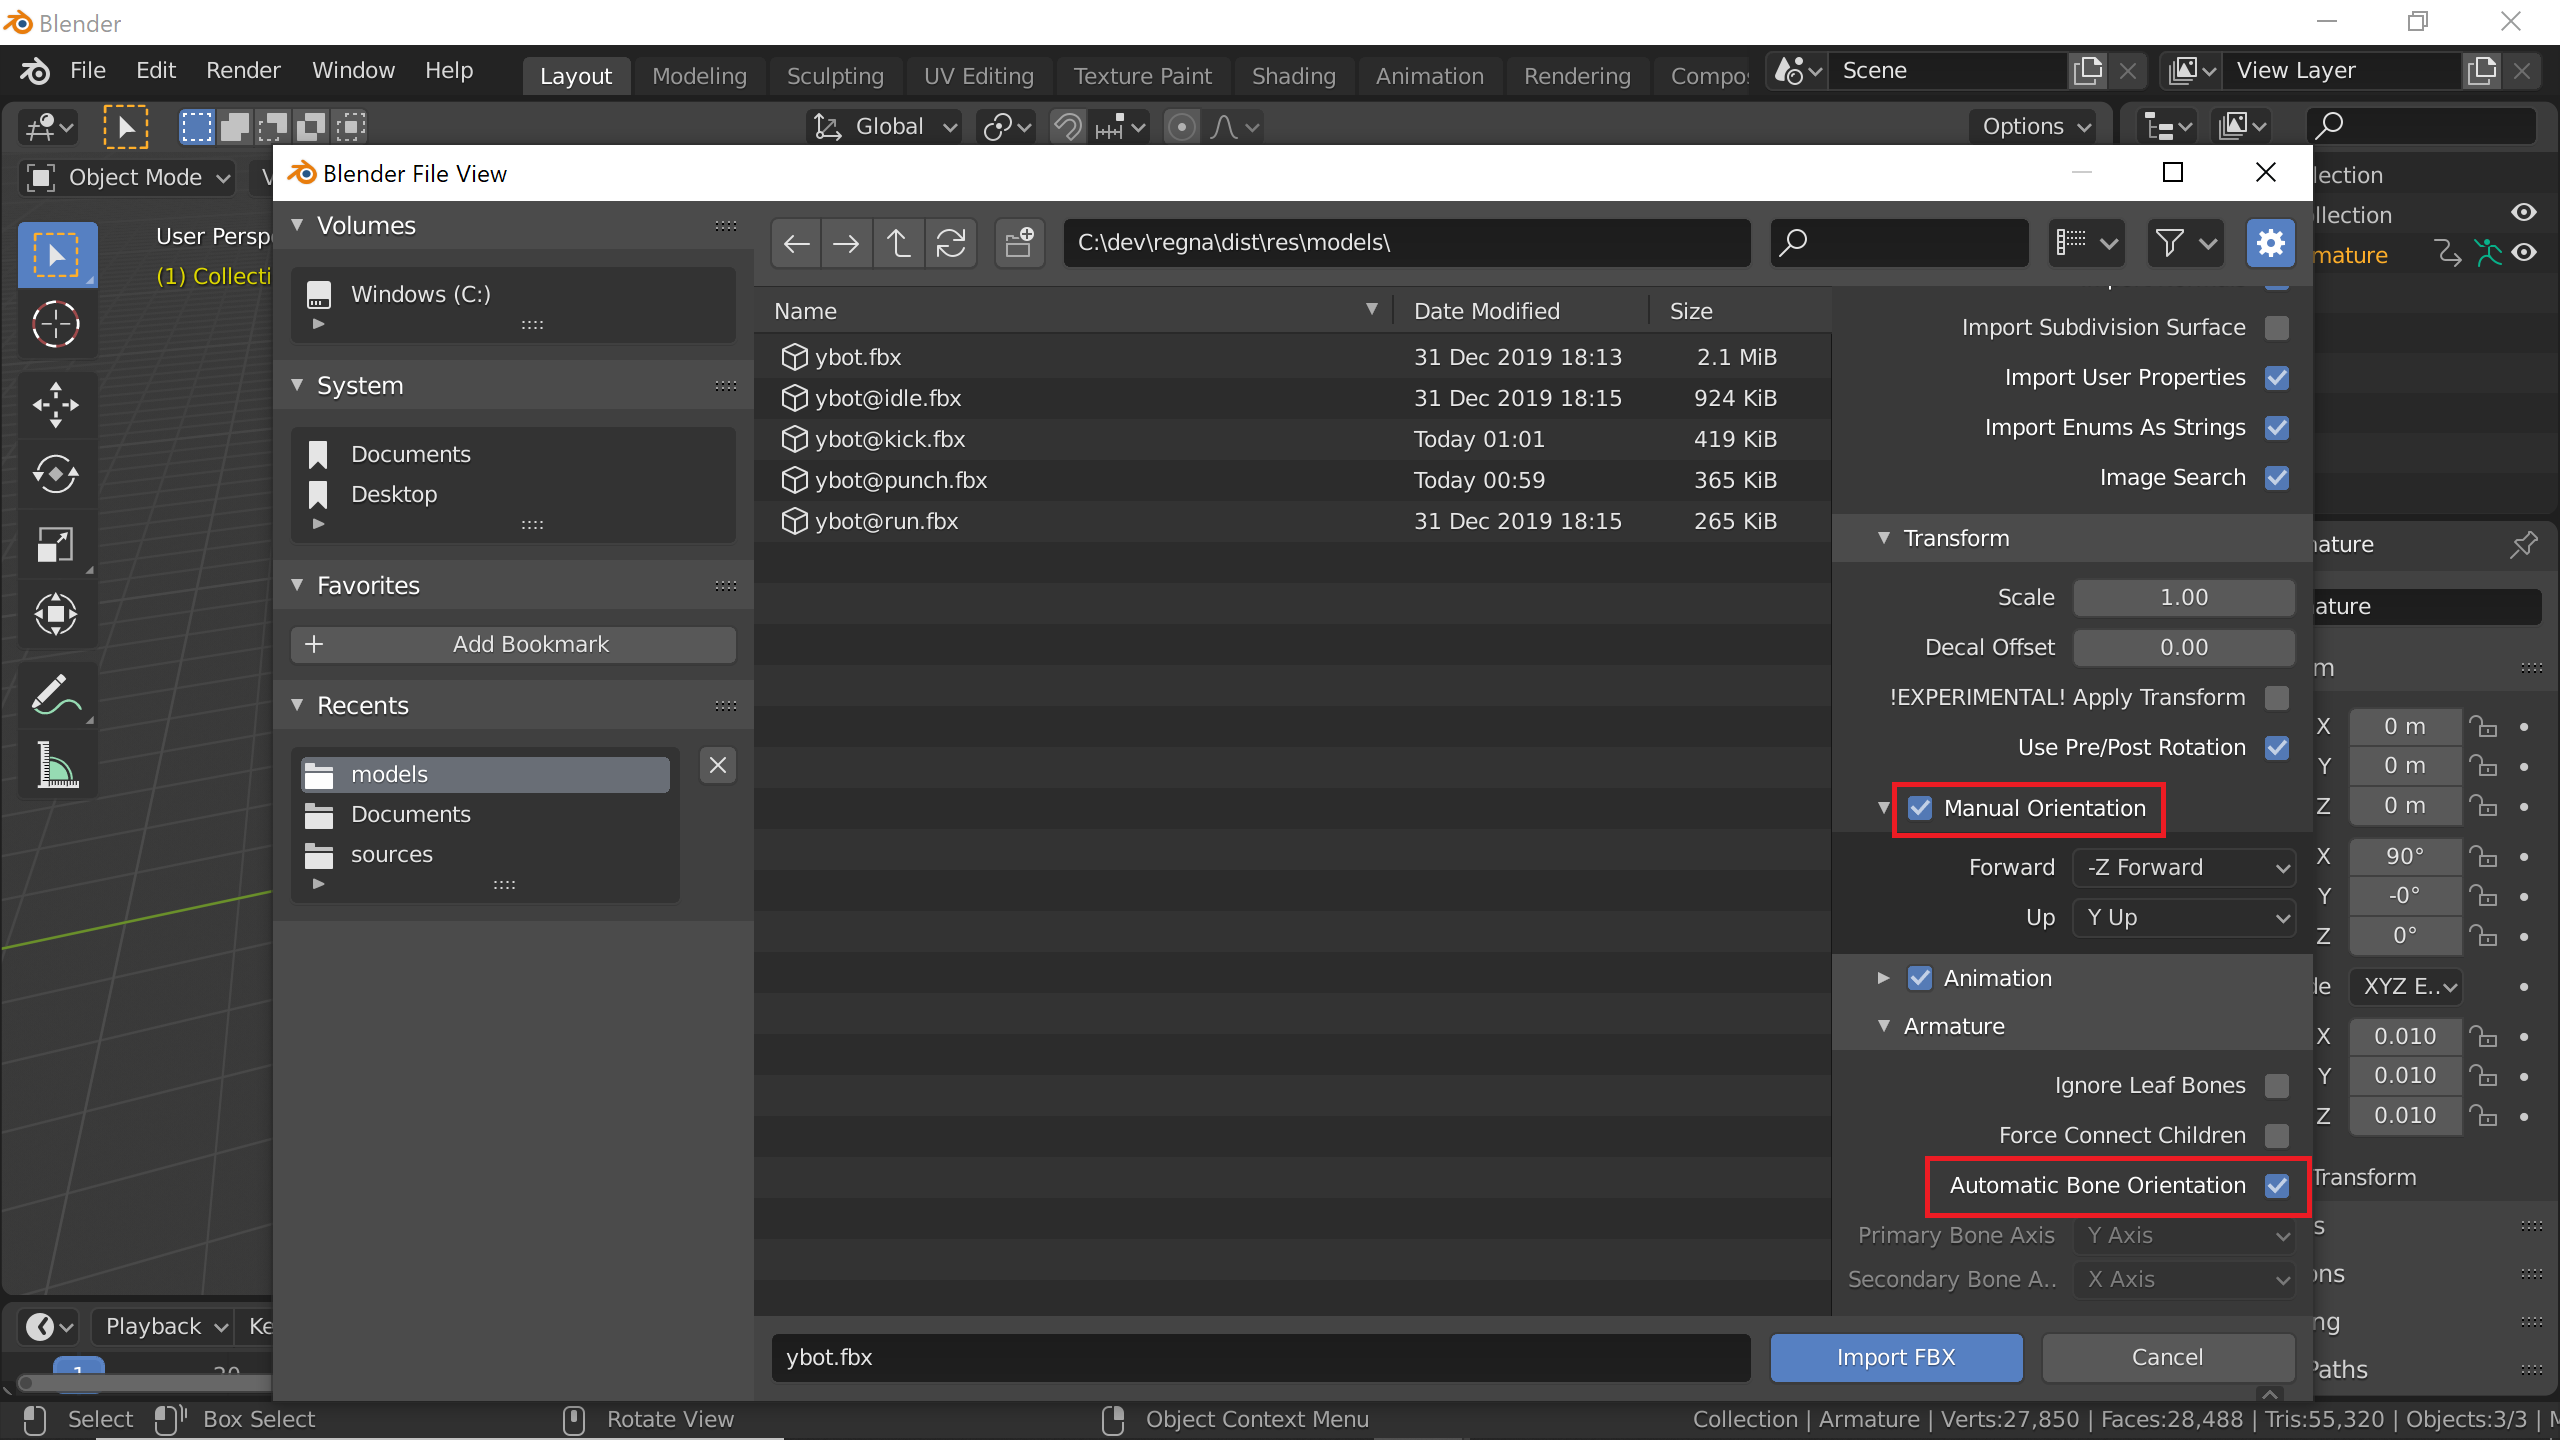 Blender
File Edit Render Window Help Layout Modeling Sculpting UV Editing Texture Paint Shading Animation Rendering Compos Scene View Layer
Global Options
Object Mode V
Blender File View
User Persp
(1) Collecti
Volumes
Windows (C:)
System
Documents
Desktop
Favorites
Add Bookmark
Recents
models
Documents
sources
C:\dev\regna\dist\res\models\
Name Date Modified Size
ybot.fbx 31 Dec 2019 18:13 2.1 MiB
ybot@idle.fbx 31 Dec 2019 18:15 924 KiB
ybot@kick.fbx Today 01:01 419 KiB
ybot@punch.fbx Today 00:59 365 KiB
ybot@run.fbx 31 Dec 2019 18:15 265 KiB
Import Subdivision Surface
Import User Properties
Import Enums As Strings
Image Search
Transform
Scale 1.00
Decal Offset 0.00
!EXPERIMENTAL! Apply Transform
Use Pre/Post Rotation
Manual Orientation
Forward -Z Forward
Up Y Up
Animation
Armature
Ignore Leaf Bones
Force Connect Children
Automatic Bone Orientation
Primary Bone Axis Y Axis
Secondary Bone A.. X Axis
ybot.fbx Import FBX Cancel
lection
llection
mature
ature
ature
m
X 0 m
Y 0 m
Z 0 m
X 90°
Y -0°
Z 0°
de XYZ E..
X 0.010
Y 0.010
Z 0.010
Transform
s
ons
ng
Paths
Playback Ke
1 20
Select Box Select Rotate View Object Context Menu Collection | Armature | Verts:27,850 | Faces:28,488 | Tris:55,320 | Objects:3/3 | M